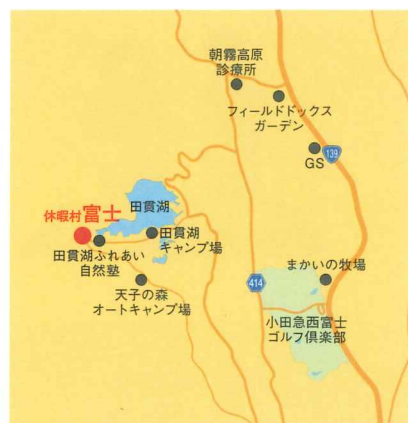 朝霧高原
診療所
フィールドドックス
ガーデン
GS
139
田貫湖
休暇村富士
田貫湖
キャンプ場
田貫湖ふれあい
自然塾
天子の森
オートキャンプ場
まかいの牧場
414
小田急西富士
ゴルフ倶楽部